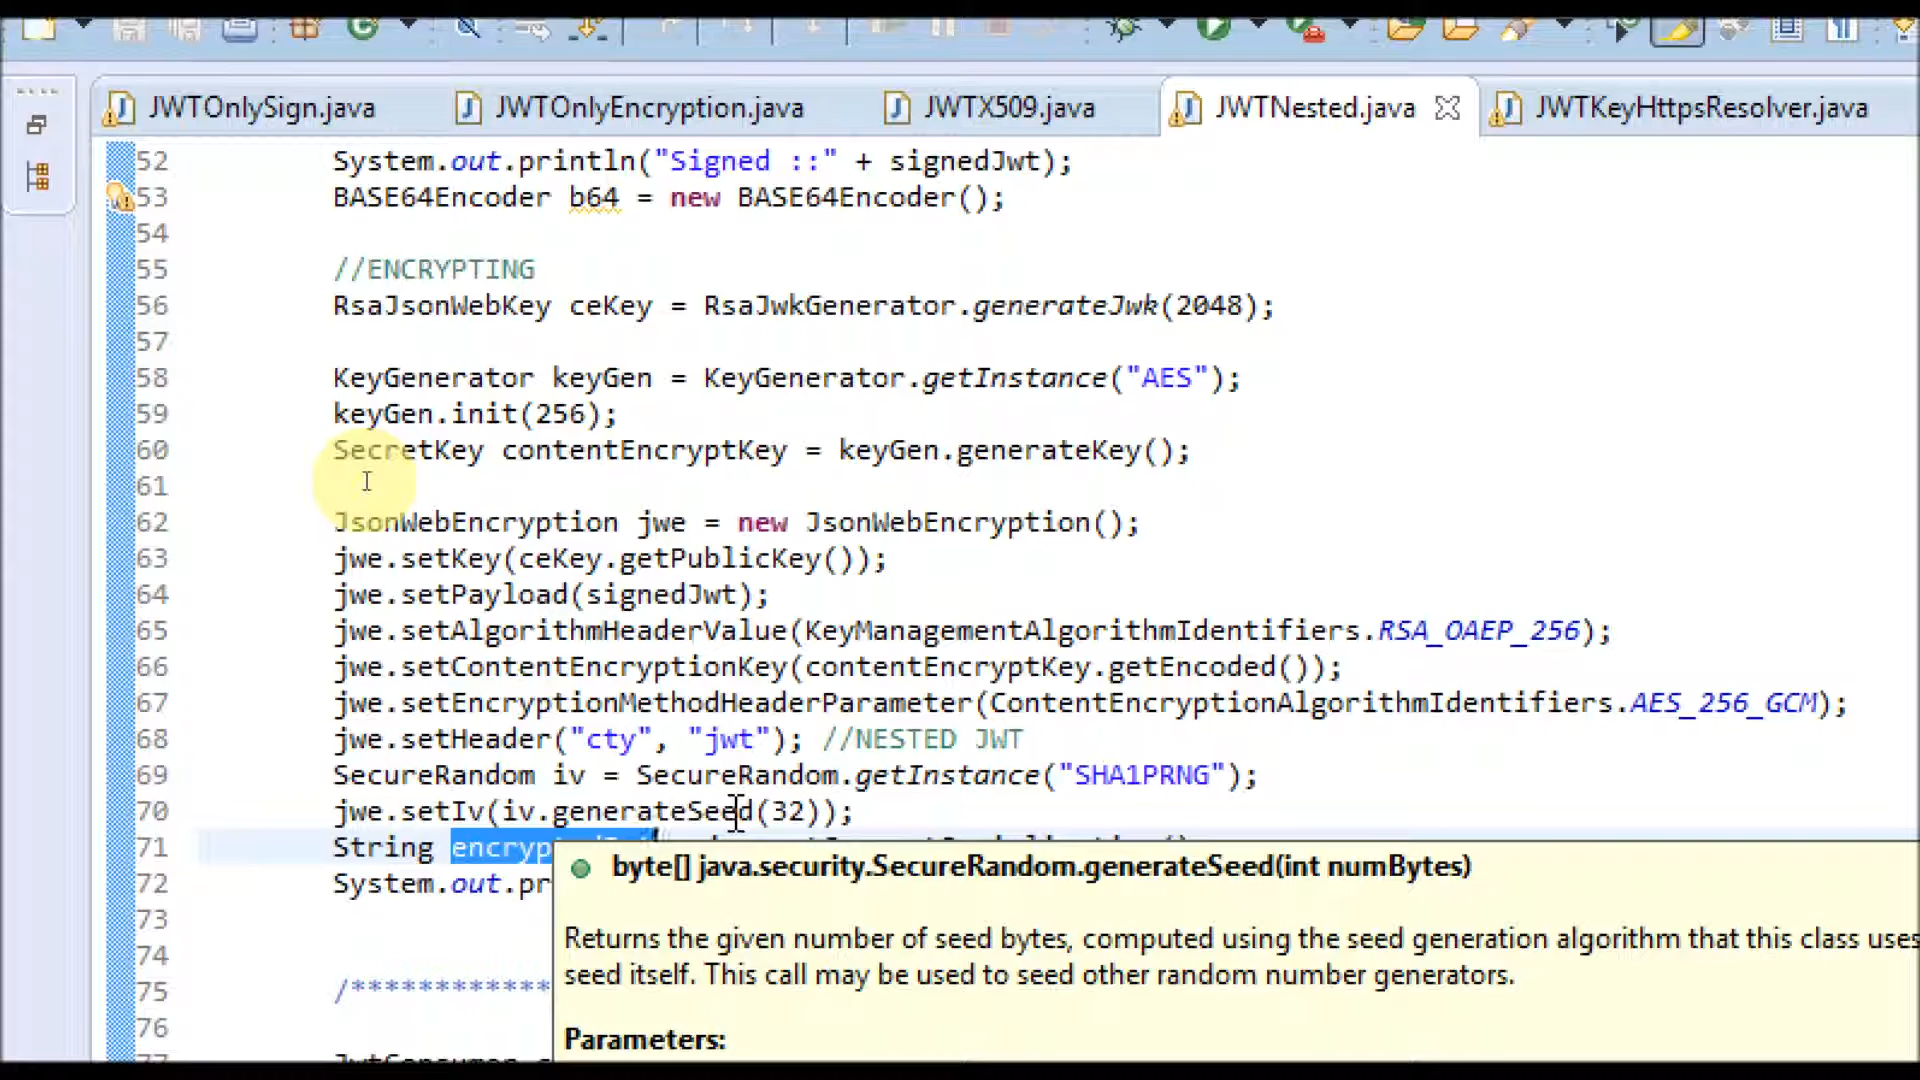 JWTOnlySign.java JWTOnlyEncryption.java JWTX509.java JWTNested.java JWTKeyHttpsResolver.java
52 System.out.println("Signed ::" + signedJwt);
53 BASE64Encoder b64 = new BASE64Encoder();
54
55 //ENCRYPTING
56 RsaJsonWebKey ceKey = RsaJwkGenerator.generateJwk(2048);
57
58 KeyGenerator keyGen = KeyGenerator.getInstance("AES");
59 keyGen.init(256);
60 SecretKey contentEncryptKey = keyGen.generateKey();
61
62 JsonWebEncryption jwe = new JsonWebEncryption();
63 jwe.setKey(ceKey.getPublicKey());
64 jwe.setPayload(signedJwt);
65 jwe.setAlgorithmHeaderValue(KeyManagementAlgorithmIdentifiers.RSA_OAEP_256);
66 jwe.setContentEncryptionKey(contentEncryptKey.getEncoded());
67 jwe.setEncryptionMethodHeaderParameter(ContentEncryptionAlgorithmIdentifiers.AES_256_GCM);
68 jwe.setHeader("cty", "jwt"); //NESTED JWT
69 SecureRandom iv = SecureRandom.getInstance("SHA1PRNG");
70 jwe.setIv(iv.generateSeed(32));
71 String encryp
72 System.out.pr
73
74
75 /*************
76
byte[] java.security.SecureRandom.generateSeed(int numBytes)
Returns the given number of seed bytes, computed using the seed generation algorithm that this class uses
seed itself. This call may be used to seed other random number generators.
Parameters: